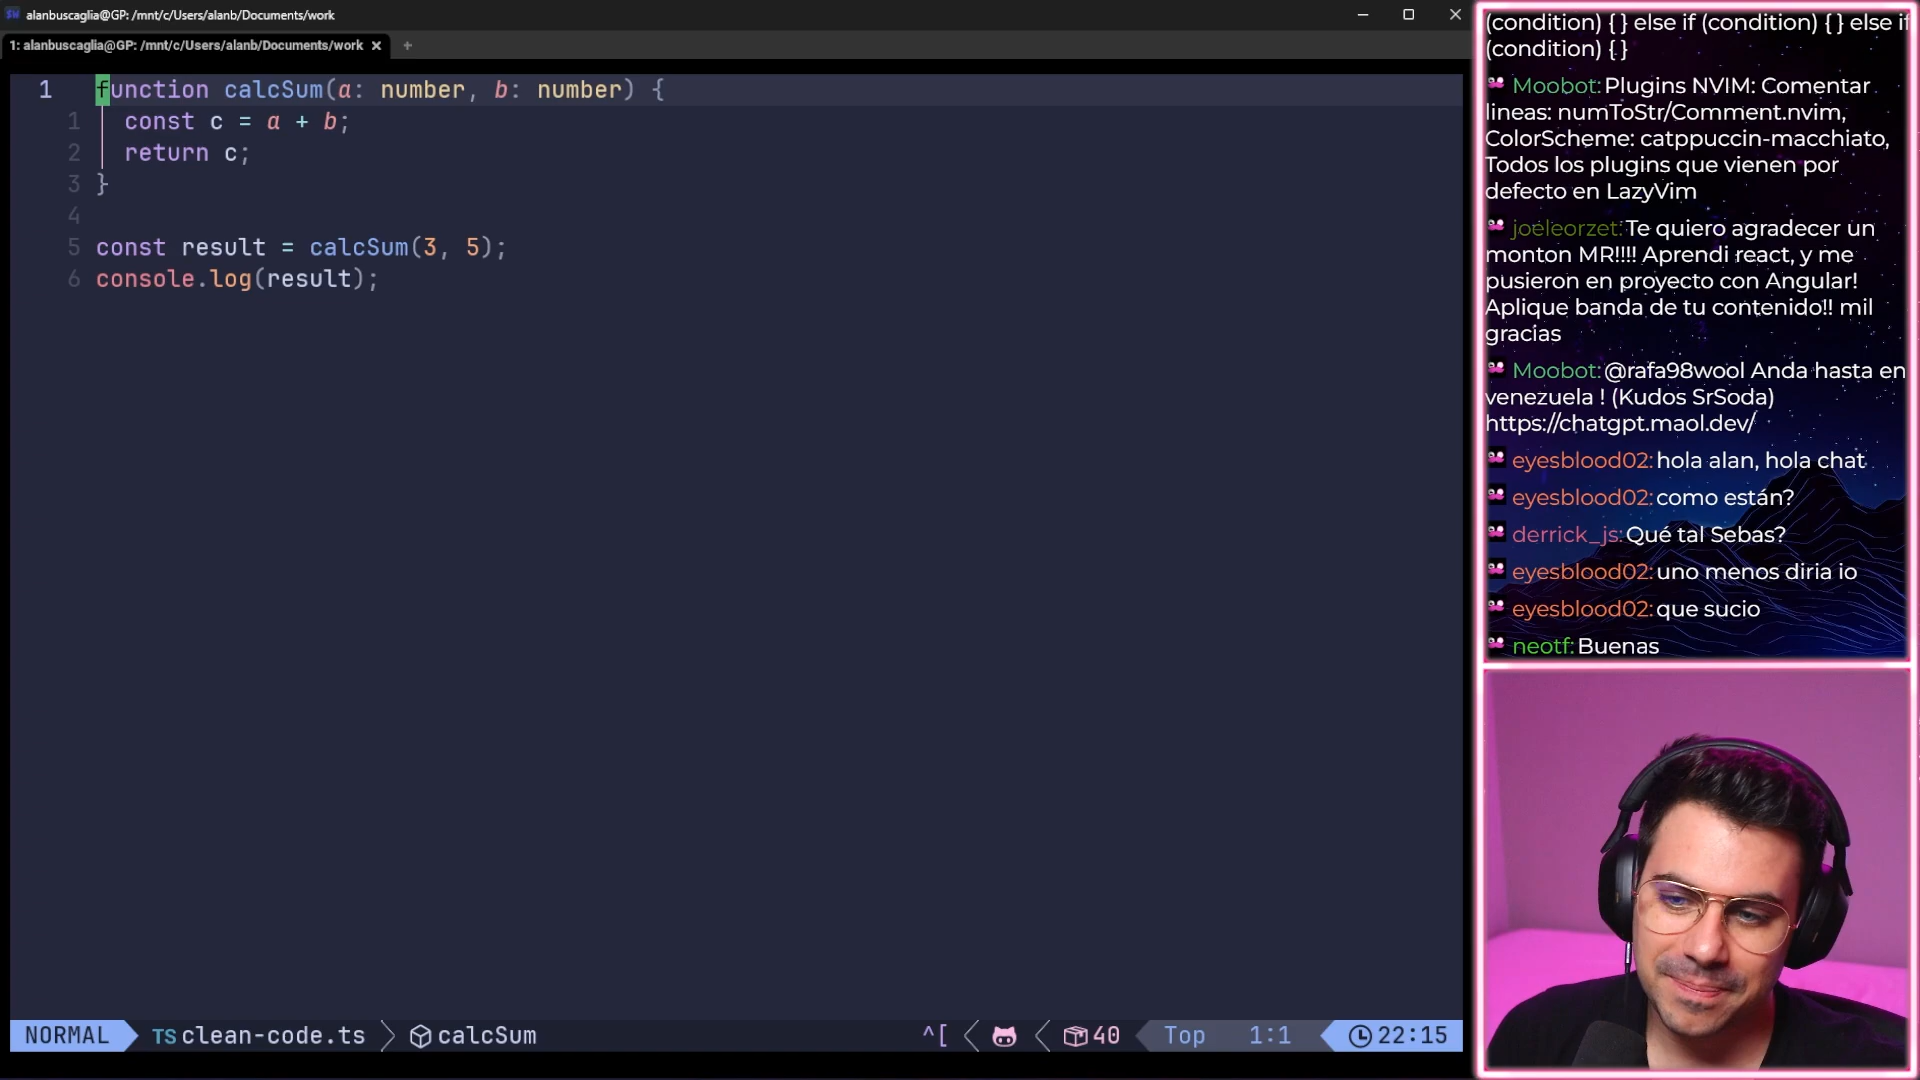 alanbuscaglia@GP: /mnt/c/Users/alanb/Documents/work
1: alanbuscaglia@GP: /mnt/c/Users/alanb/Documents/work
1 function calcSum(a: number, b: number) {
1 const c = a + b;
2 return c;
3 }
4
5 const result = calcSum(3, 5);
6 console.log(result);
NORMAL TS clean-code.ts calcSum ^[ 40 Top 1:1 22:15
(condition) { } else if (condition) { } else if
(condition) { }
Moobot: Plugins NVIM: Comentar
lineas: numToStr/Comment.nvim,
ColorScheme: catppuccin-macchiato,
Todos los plugins que vienen por
defecto en LazyVim
joeleorzet: Te quiero agradecer un
monton MR!!!! Aprendi react, y me
pusieron en proyecto con Angular!
Aplique banda de tu contenido!! mil
gracias
Moobot: @rafa98wool Anda hasta en
venezuela ! (Kudos SrSoda)
https://chatgpt.maol.dev/
eyesblood02: hola alan, hola chat
eyesblood02: como están?
derrick_js: Qué tal Sebas?
eyesblood02: uno menos diria io
eyesblood02: que sucio
neotf: Buenas